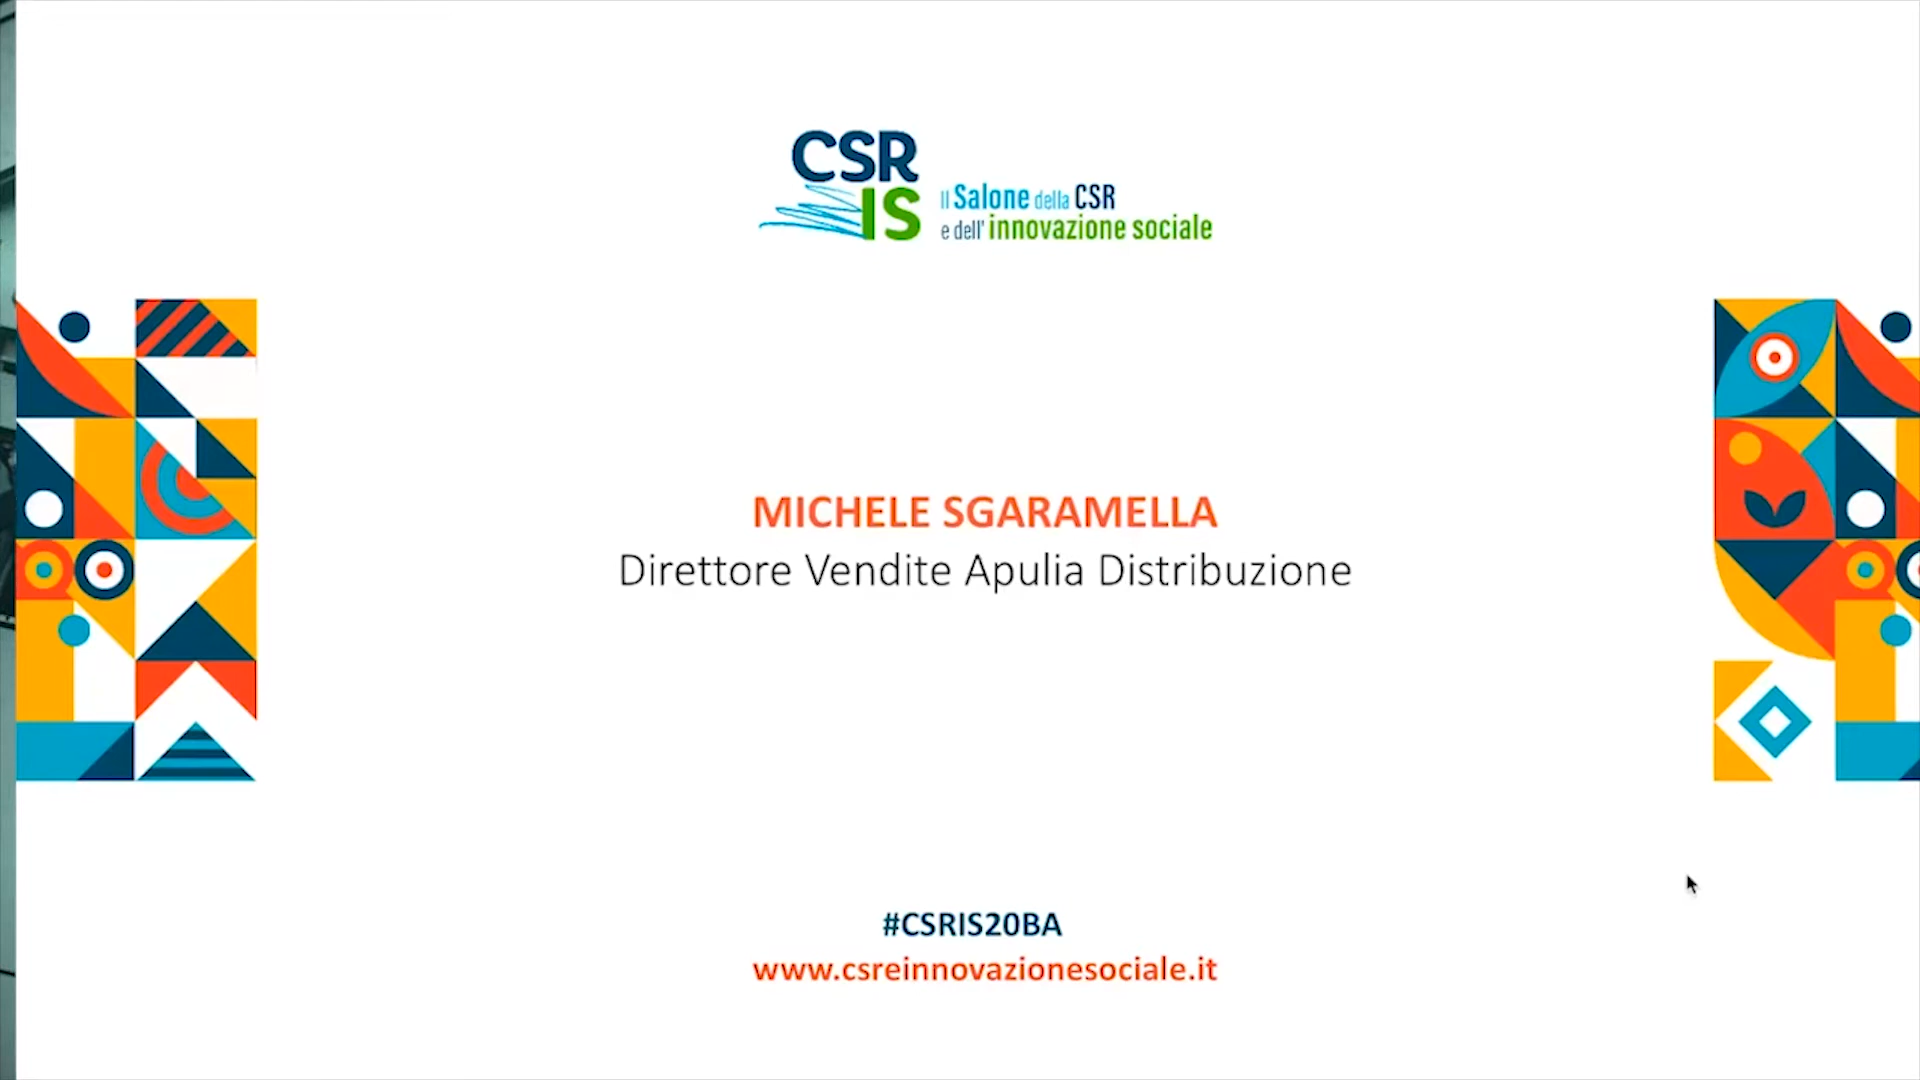 CSR
IS
Il Salone della CSR
e dell' innovazione sociale
MICHELE SGARAMELLA
Direttore Vendite Apulia Distribuzione
#CSRIS20BA
www.csreinnovazionesociale.it